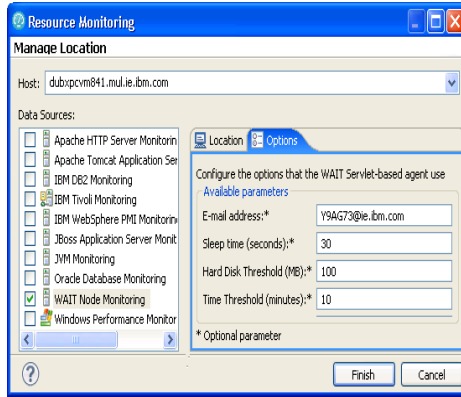 Resource Monitoring
Manage Location
Host: dubxpcvm841.mul.ie.ibm.com
Data Sources:
Apache HTTP Server Monitorin
Apache Tomcat Application Ser
IBM DB2 Monitoring
IBM Tivoli Monitoring
IBM WebSphere PMI Monitorin
JBoss Application Server Monit
JVM Monitoring
Oracle Database Monitoring
WAIT Node Monitoring
Windows Performance Monitor
Location Options
Configure the options that the WAIT Servlet-based agent use
Available parameters
E-mail address:* Y9AG73@ie.ibm.com
Sleep time (seconds):* 30
Hard Disk Threshold (MB):* 100
Time Threshold (minutes):* 10
* Optional parameter
? Finish Cancel